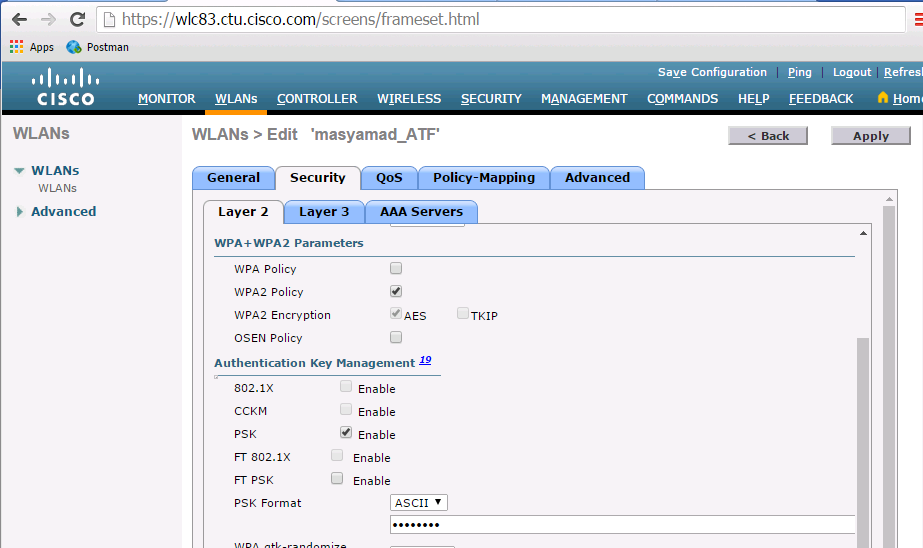 https://wlc83.ctu.cisco.com/screens/frameset.html
Apps Postman
Save Configuration | Ping | Logout | Refresh
CISCO
MONITOR WLANs CONTROLLER WIRELESS SECURITY MANAGEMENT COMMANDS HELP FEEDBACK Home
WLANs
WLANs > Edit 'masyamad_ATF'
< Back Apply
WLANs
WLANs
Advanced
General Security QoS Policy-Mapping Advanced
Layer 2 Layer 3 AAA Servers
WPA+WPA2 Parameters
WPA Policy
WPA2 Policy
WPA2 Encryption AES TKIP
OSEN Policy
Authentication Key Management 19
802.1X Enable
CCKM Enable
PSK Enable
FT 802.1X Enable
FT PSK Enable
PSK Format ASCII
••••••••
WPA gtk-randomize